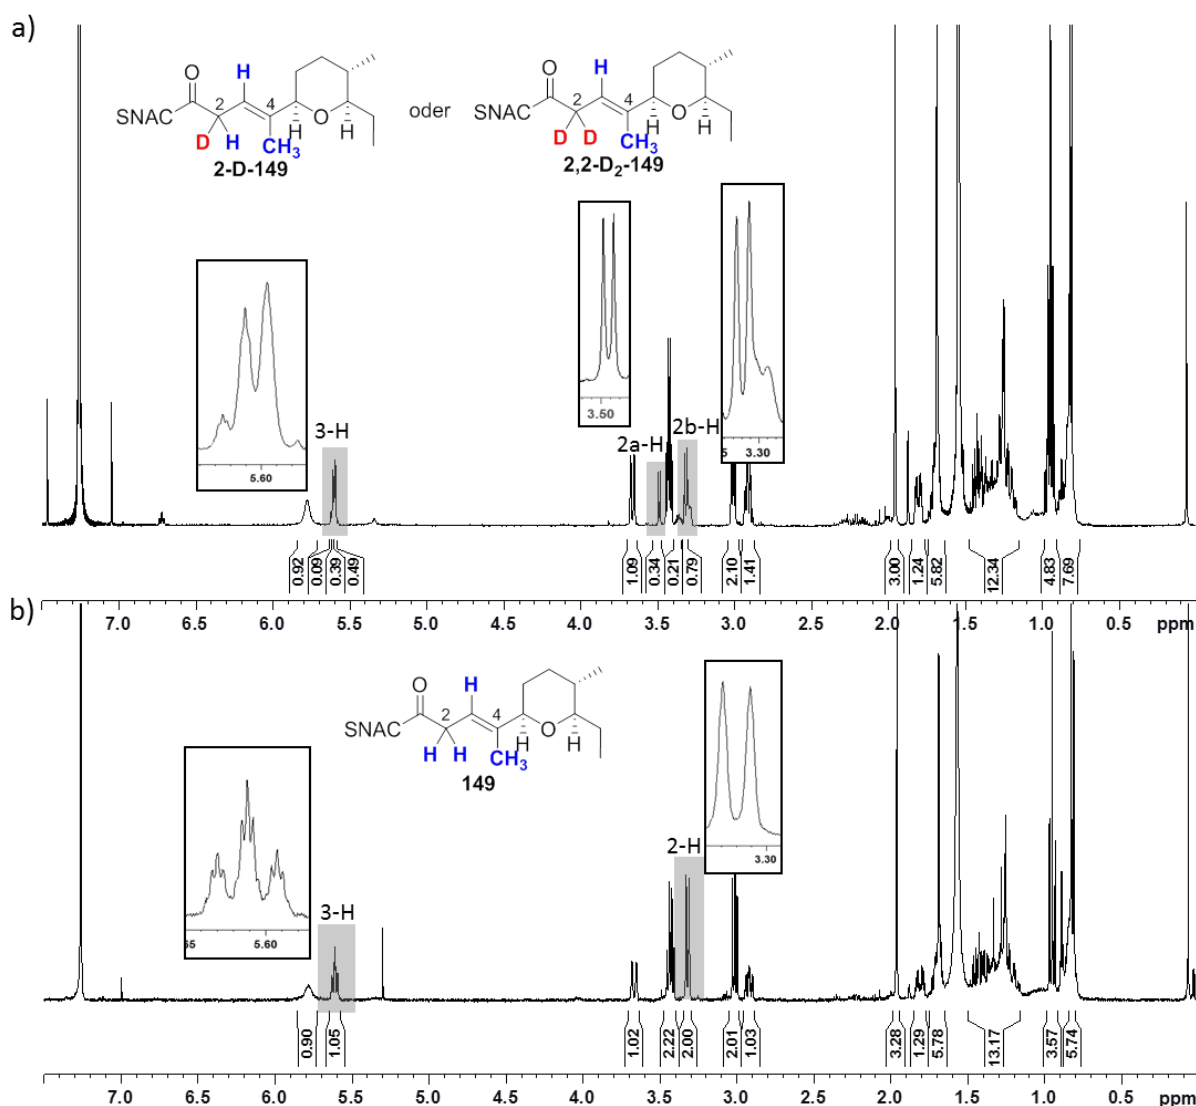 a)
O H
2 4
SNAC O
D H H H
CH₃
2-D-149
oder
O H
2 4
SNAC O
D D H H
CH₃
2,2-D₂-149
5.60
3-H
3.50
2a-H
2b-H
5 3.30
0.92 0.09 0.39 0.49 1.09 0.34 0.21 0.79 2.10 1.41 3.00 1.24 5.82 12.34 4.83 7.69
7.0 6.5 6.0 5.5 5.0 4.5 4.0 3.5 3.0 2.5 2.0 1.5 1.0 0.5 ppm
b)
O H
2 4
SNAC O
H H H H
CH₃
149
65 5.60
3-H
2-H
3.30
0.90 1.05 1.02 2.22 2.00 2.01 1.03 3.28 1.29 5.78 13.17 3.57 5.74
7.0 6.5 6.0 5.5 5.0 4.5 4.0 3.5 3.0 2.5 2.0 1.5 1.0 0.5 ppm